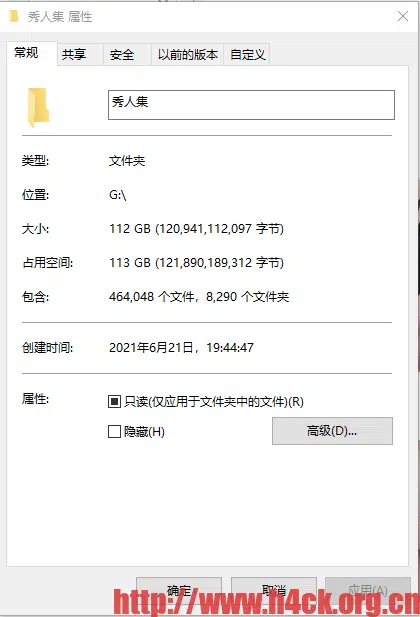 秀人集 属性
常规 共享 安全 以前的版本 自定义
秀人集
类型: 文件夹
位置: G:\
大小: 112 GB (120,941,112,097 字节)
占用空间: 113 GB (121,890,189,312 字节)
包含: 464,048 个文件，8,290 个文件夹
创建时间: 2021年6月21日，19:44:47
属性: 只读(仅应用于文件夹中的文件)(R)
隐藏(H) 高级(D)...
确定 取消 应用(A)
http://www.h4ck.org.cn